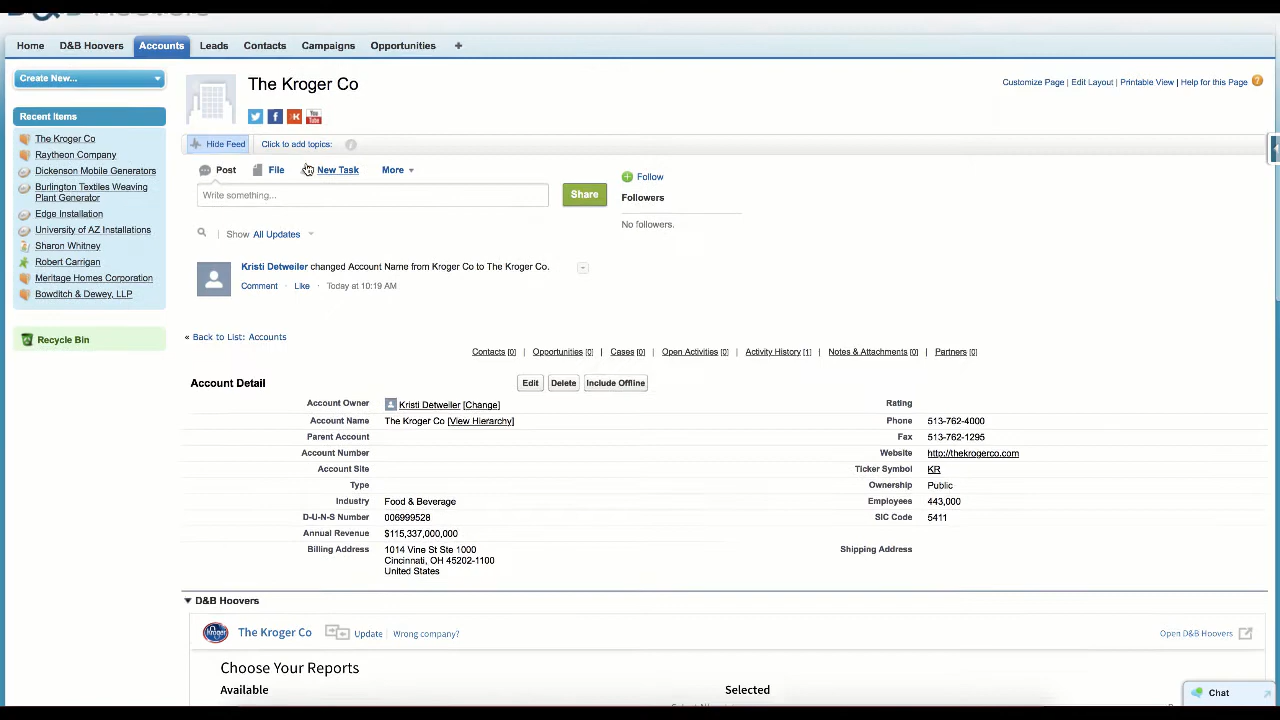 D&B Hoovers
Home
D&B Hoovers
Accounts
Leads
Contacts
Campaigns
Opportunities
+
Create New...
Recent Items
The Kroger Co
Raytheon Company
Dickenson Mobile Generators
Burlington Textiles Weaving
Plant Generator
Edge Installation
University of AZ Installations
Sharon Whitney
Robert Carrigan
Meritage Homes Corporation
Bowditch & Dewey, LLP
Recycle Bin
The Kroger Co
Customize Page | Edit Layout | Printable View | Help for this Page ?
K
You Tube
Hide Feed
Click to add topics:
Post
File
New Task
More
Write something...
Share
Follow
Followers
No followers.
Show All Updates
Kristi Detweiler changed Account Name from Kroger Co to The Kroger Co.
Comment · Like · Today at 10:19 AM
« Back to List: Accounts
Contacts [0] | Opportunities [0] | Cases [0] | Open Activities [0] | Activity History [1] | Notes & Attachments [0] | Partners [0]
Account Detail
Edit
Delete
Include Offline
Account Owner Kristi Detweiler [Change]
Rating
Account Name The Kroger Co [View Hierarchy]
Phone 513-762-4000
Parent Account
Fax 513-762-1295
Account Number
Website http://thekrogerco.com
Account Site
Ticker Symbol KR
Type
Ownership Public
Industry Food & Beverage
Employees 443,000
D-U-N-S Number 006999528
SIC Code 5411
Annual Revenue $115,337,000,000
Billing Address 1014 Vine St Ste 1000
Cincinnati, OH 45202-1100
United States
Shipping Address
D&B Hoovers
Kroger
The Kroger Co
Update
Wrong company?
Open D&B Hoovers
Choose Your Reports
Available
Selected
Chat